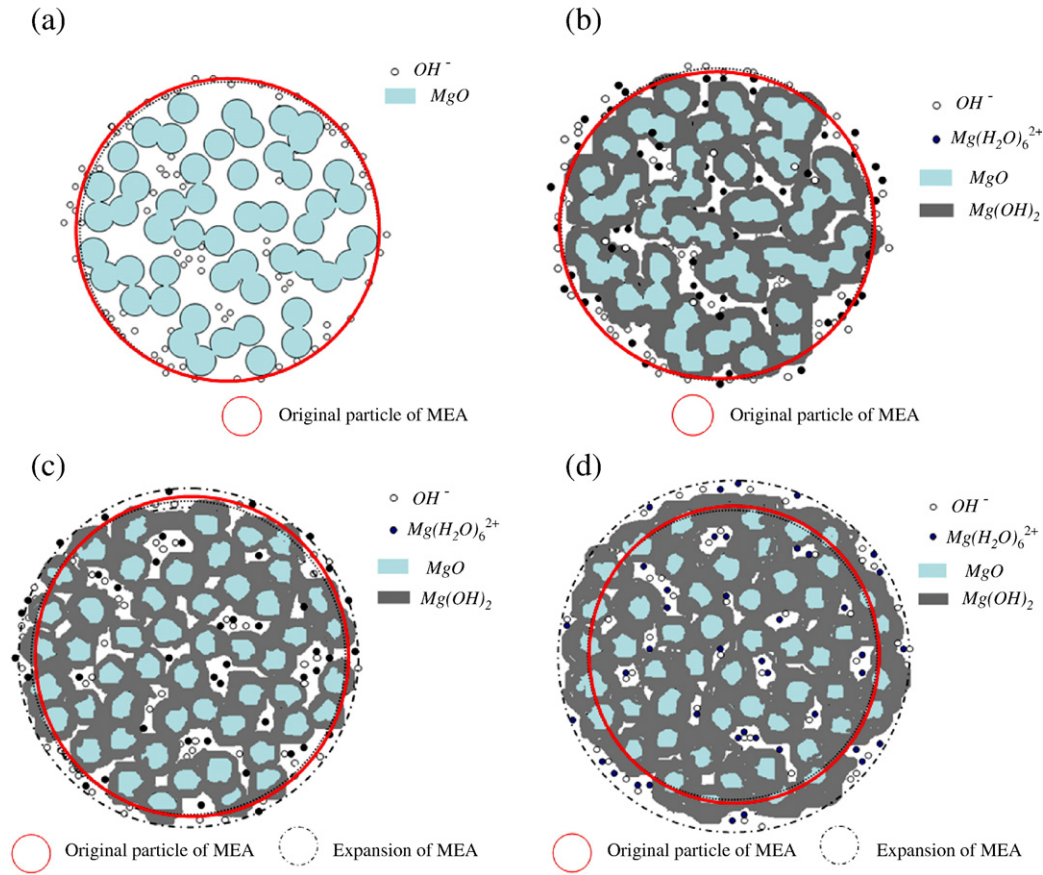 (a)
OH⁻
MgO
Original particle of MEA
(b)
OH⁻
Mg(H₂O)₆²⁺
MgO
Mg(OH)₂
Original particle of MEA
(c)
OH⁻
Mg(H₂O)₆²⁺
MgO
Mg(OH)₂
Original particle of MEA
Expansion of MEA
(d)
OH⁻
Mg(H₂O)₆²⁺
MgO
Mg(OH)₂
Original particle of MEA
Expansion of MEA